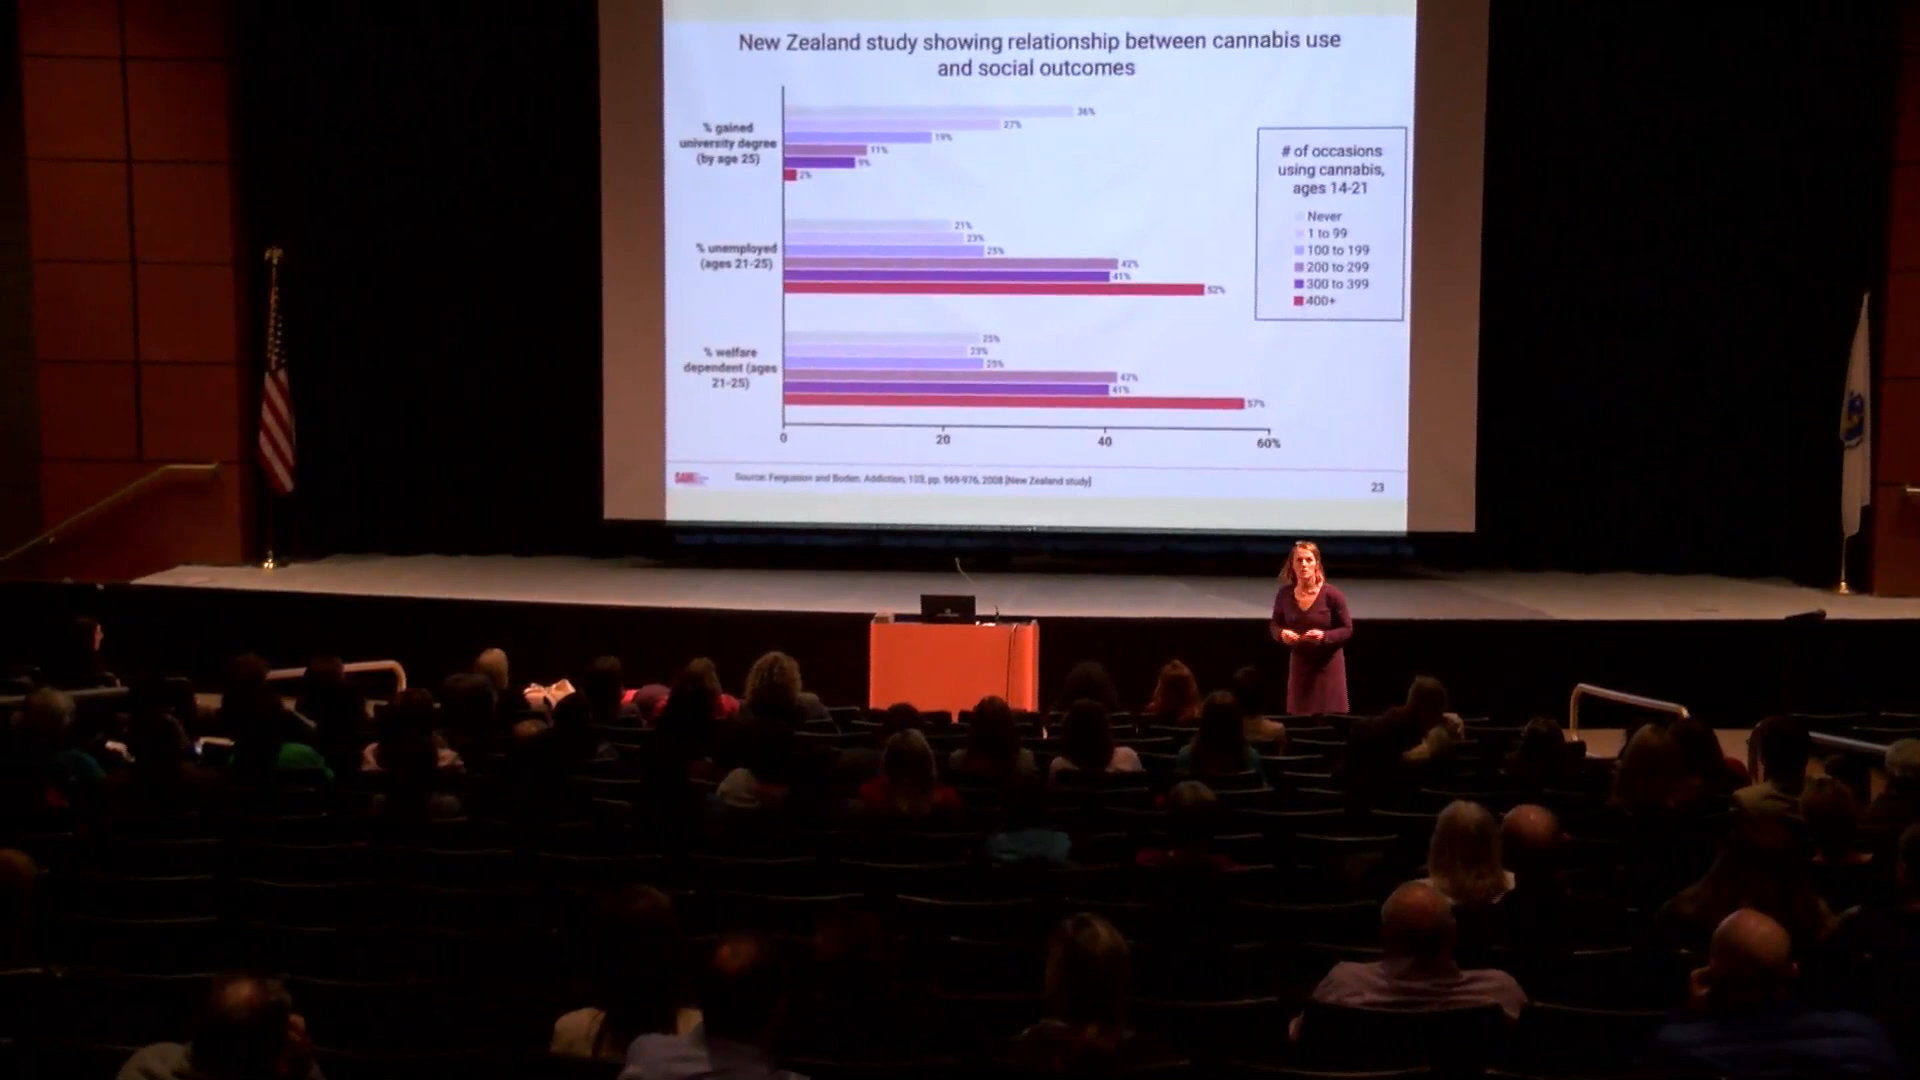 New Zealand study showing relationship between cannabis use
and social outcomes
% gained
university degree
(by age 25)
36%
27%
19%
11%
9%
2%
% unemployed
(ages 21-25)
21%
23%
25%
42%
41%
52%
% welfare
dependent (ages
21-25)
25%
23%
25%
42%
41%
57%
0
20
40
60%
# of occasions
using cannabis,
ages 14-21
Never
1 to 99
100 to 199
200 to 299
300 to 399
400+
SAM
Source: Fergusson and Boden. Addiction, 103, pp. 969-976, 2008 [New Zealand study]
23